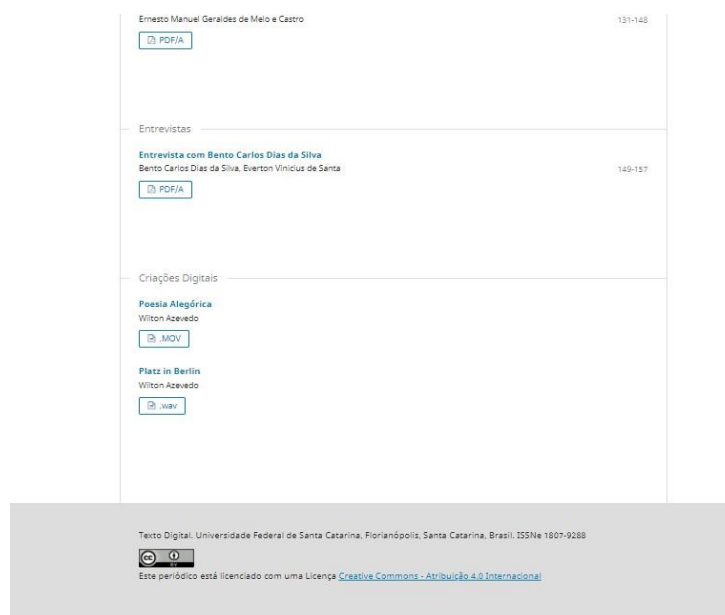 Ernesto Manuel Geraldes de Melo e Castro 131-148
PDF/A
Entrevistas
Entrevista com Bento Carlos Dias da Silva
Bento Carlos Dias da Silva, Everton Vinicius de Santa 149-157
PDF/A
Criações Digitais
Poesia Alegórica
Wilton Azevedo
.MOV
Platz in Berlin
Wilton Azevedo
.wav
Texto Digital. Universidade Federal de Santa Catarina, Florianópolis, Santa Catarina, Brasil. ISSNe 1807-9288
cc
BY
Este periódico está licenciado com uma Licença Creative Commons - Atribuição 4.0 Internacional